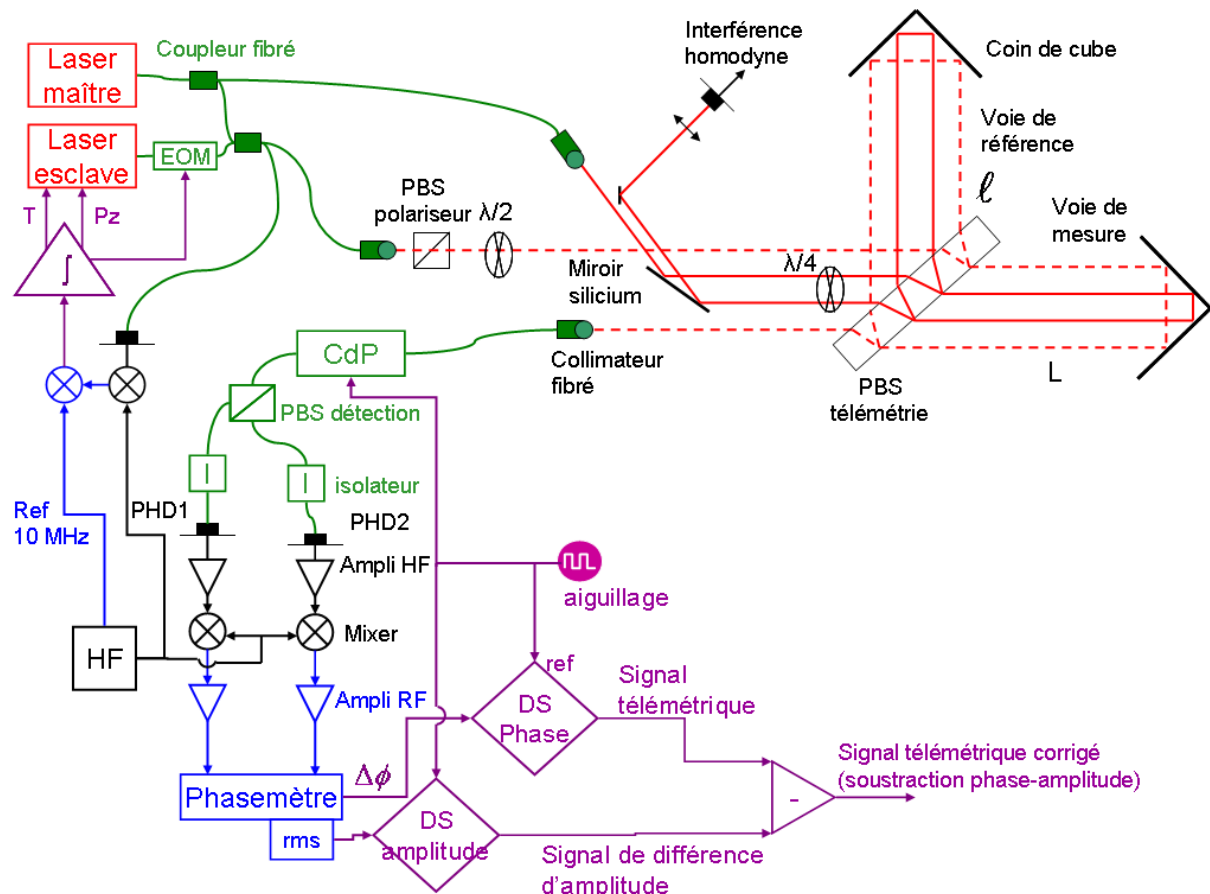 Laser
maître
Coupleur fibré
Interférence
homodyne
Coin de cube
Voie de
référence
Laser
esclave
EOM
T
Pz
∫
PBS
polariseur
λ/2
ℓ
Voie de
mesure
Miroir
silicium
λ/4
CdP
Collimateur
fibré
L
PBS
télémétrie
PBS détection
isolateur
Ref
10 MHz
PHD1
PHD2
Ampli HF
aiguillage
HF
Mixer
ref
Ampli RF
DS
Phase
Signal
télémétrique
Δϕ
Phasemètre
rms
DS
amplitude
-
Signal télémétrique corrigé
(soustraction phase-amplitude)
Signal de différence
d’amplitude